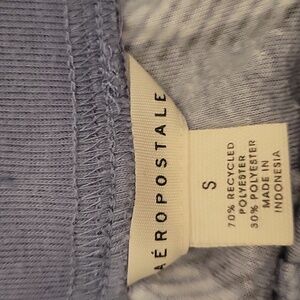 AÉROPOSTALE
S
70% RECYCLED
POLYESTER
30% POLYESTER
MADE IN
INDONESIA